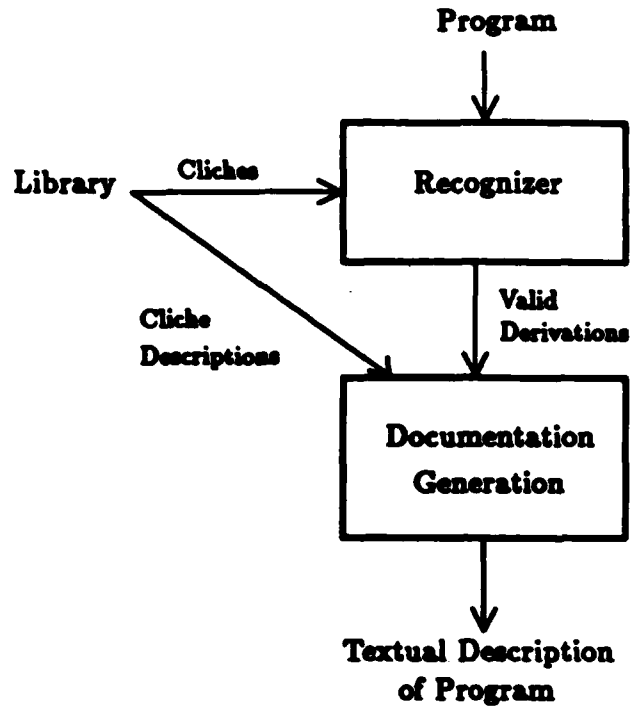 Program
Library
Cliches
Recognizer
Cliche
Descriptions
Valid
Derivations
Documentation
Generation
Textual Description
of Program